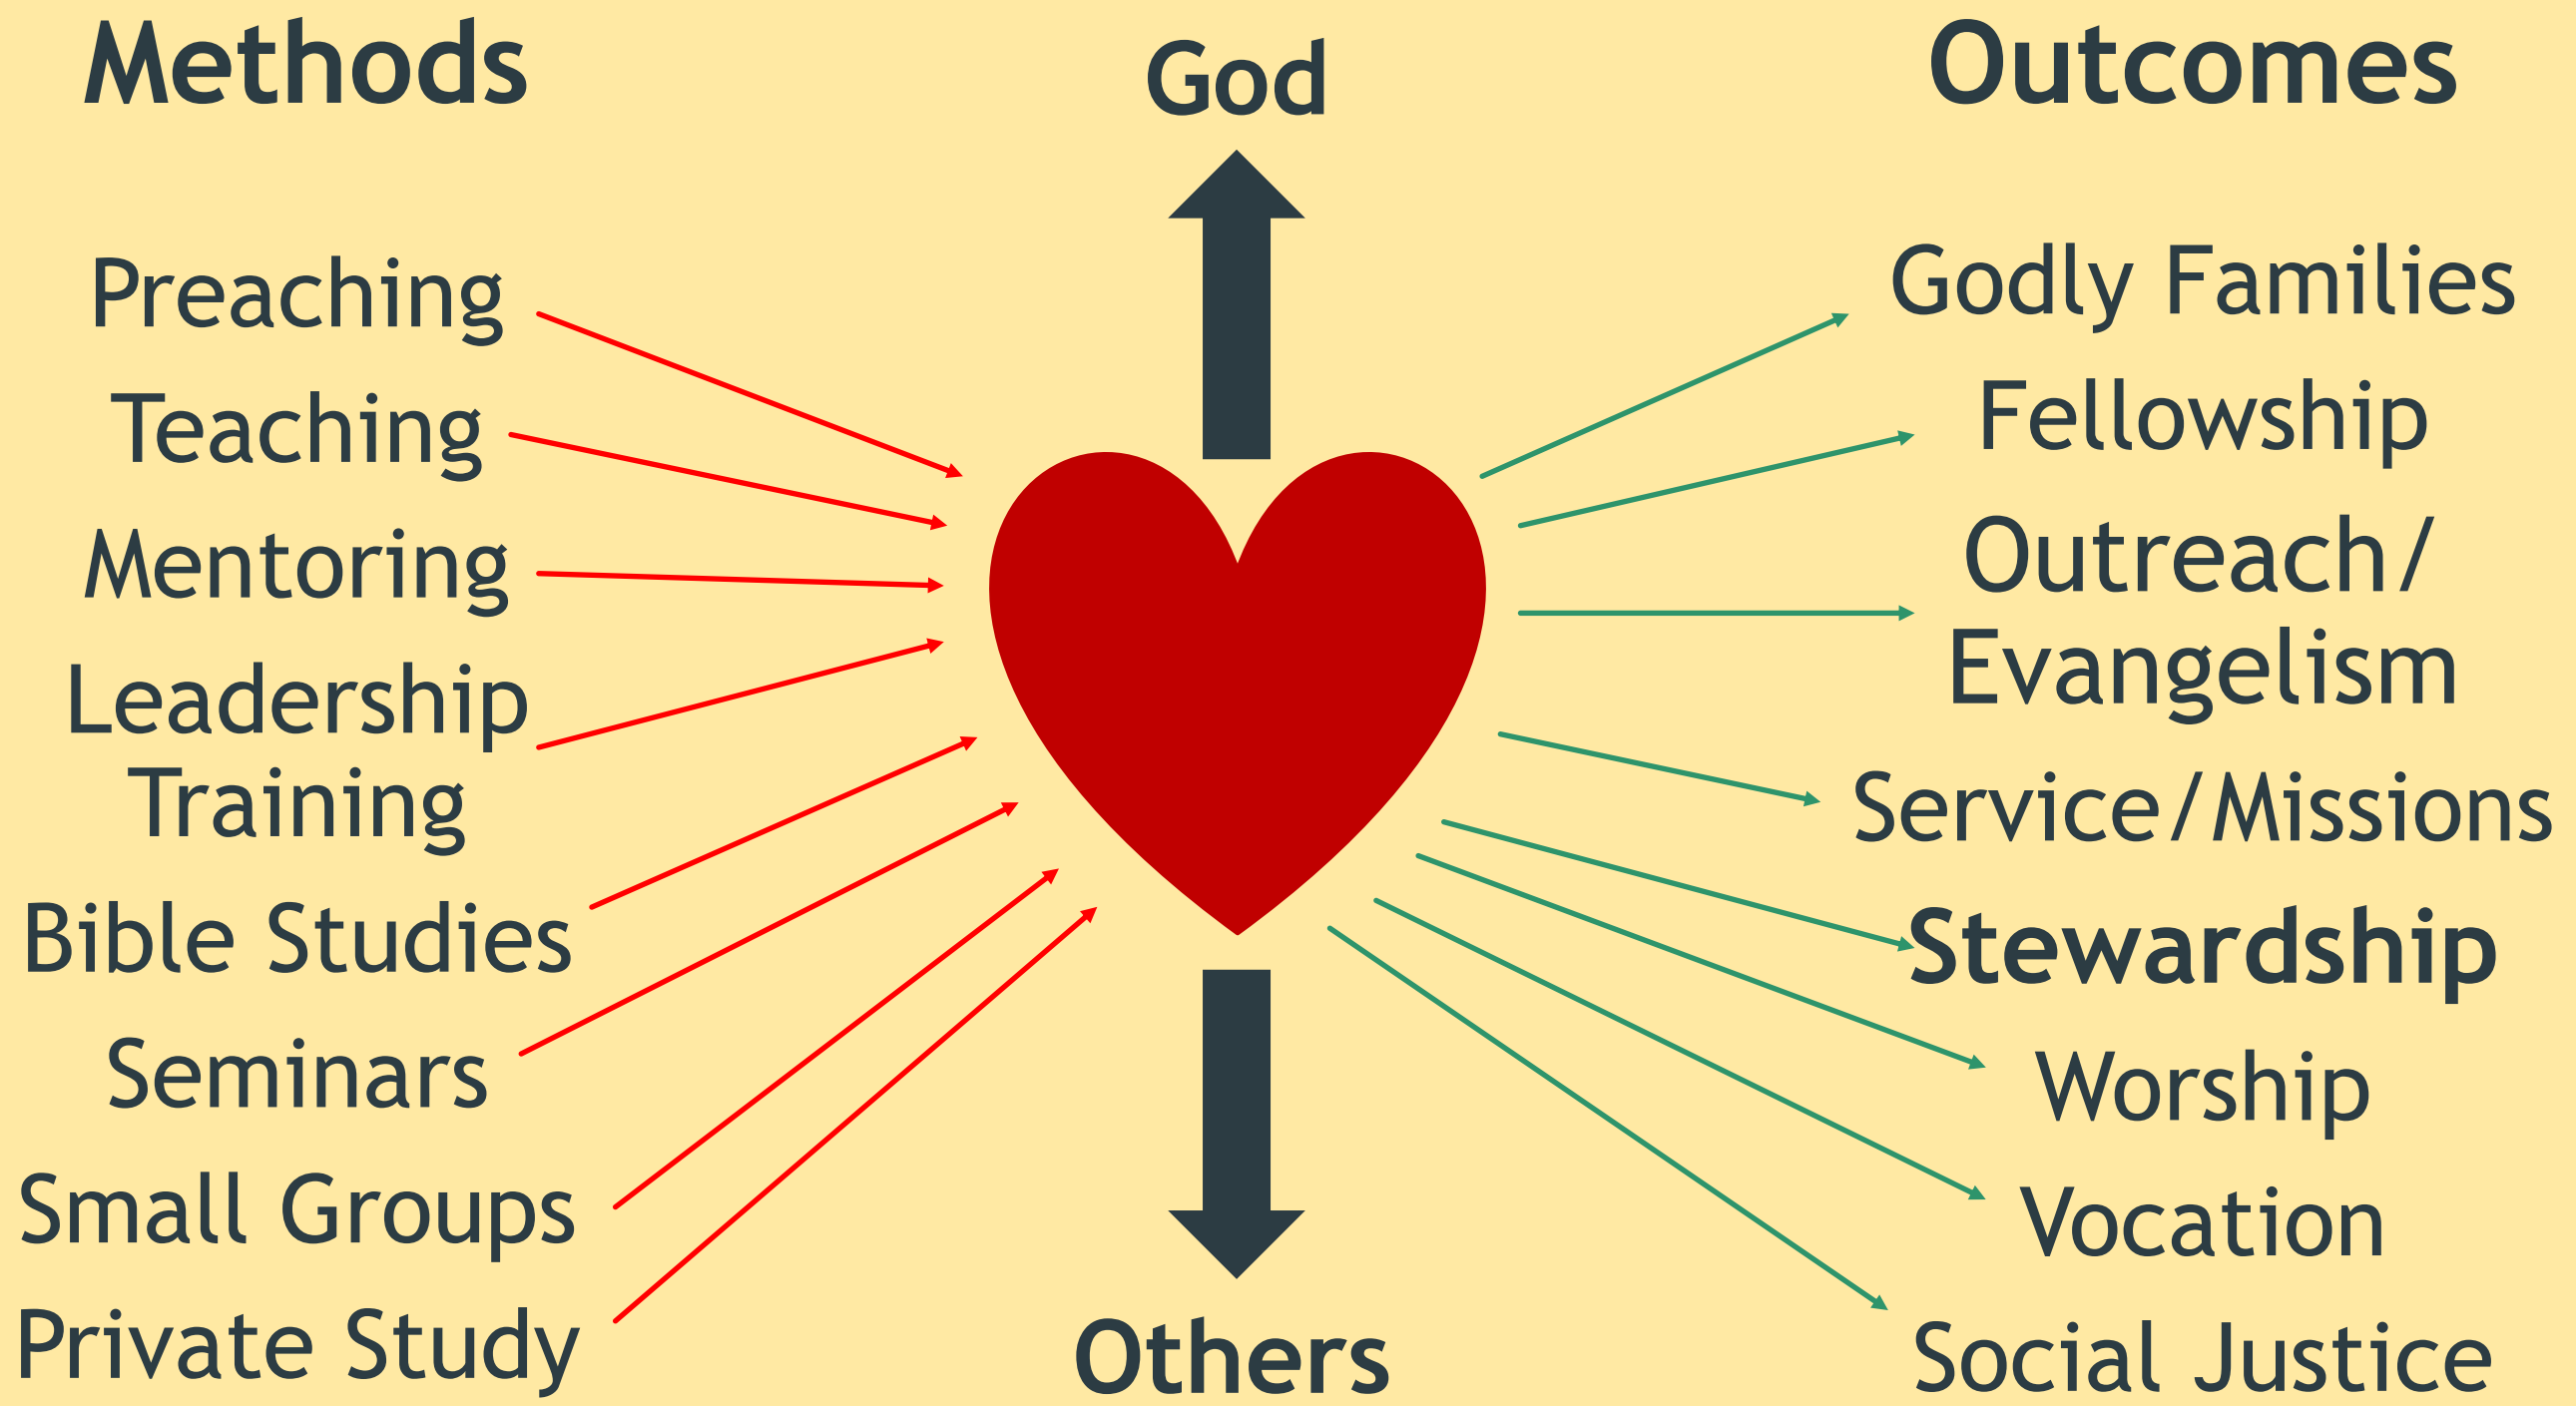 Methods
Preaching
Teaching
Mentoring
Leadership
Training
Bible Studies
Seminars
Small Groups
Private Study
God
Others
Outcomes
Godly Families
Fellowship
Outreach/
Evangelism
Service/Missions
Stewardship
Worship
Vocation
Social Justice